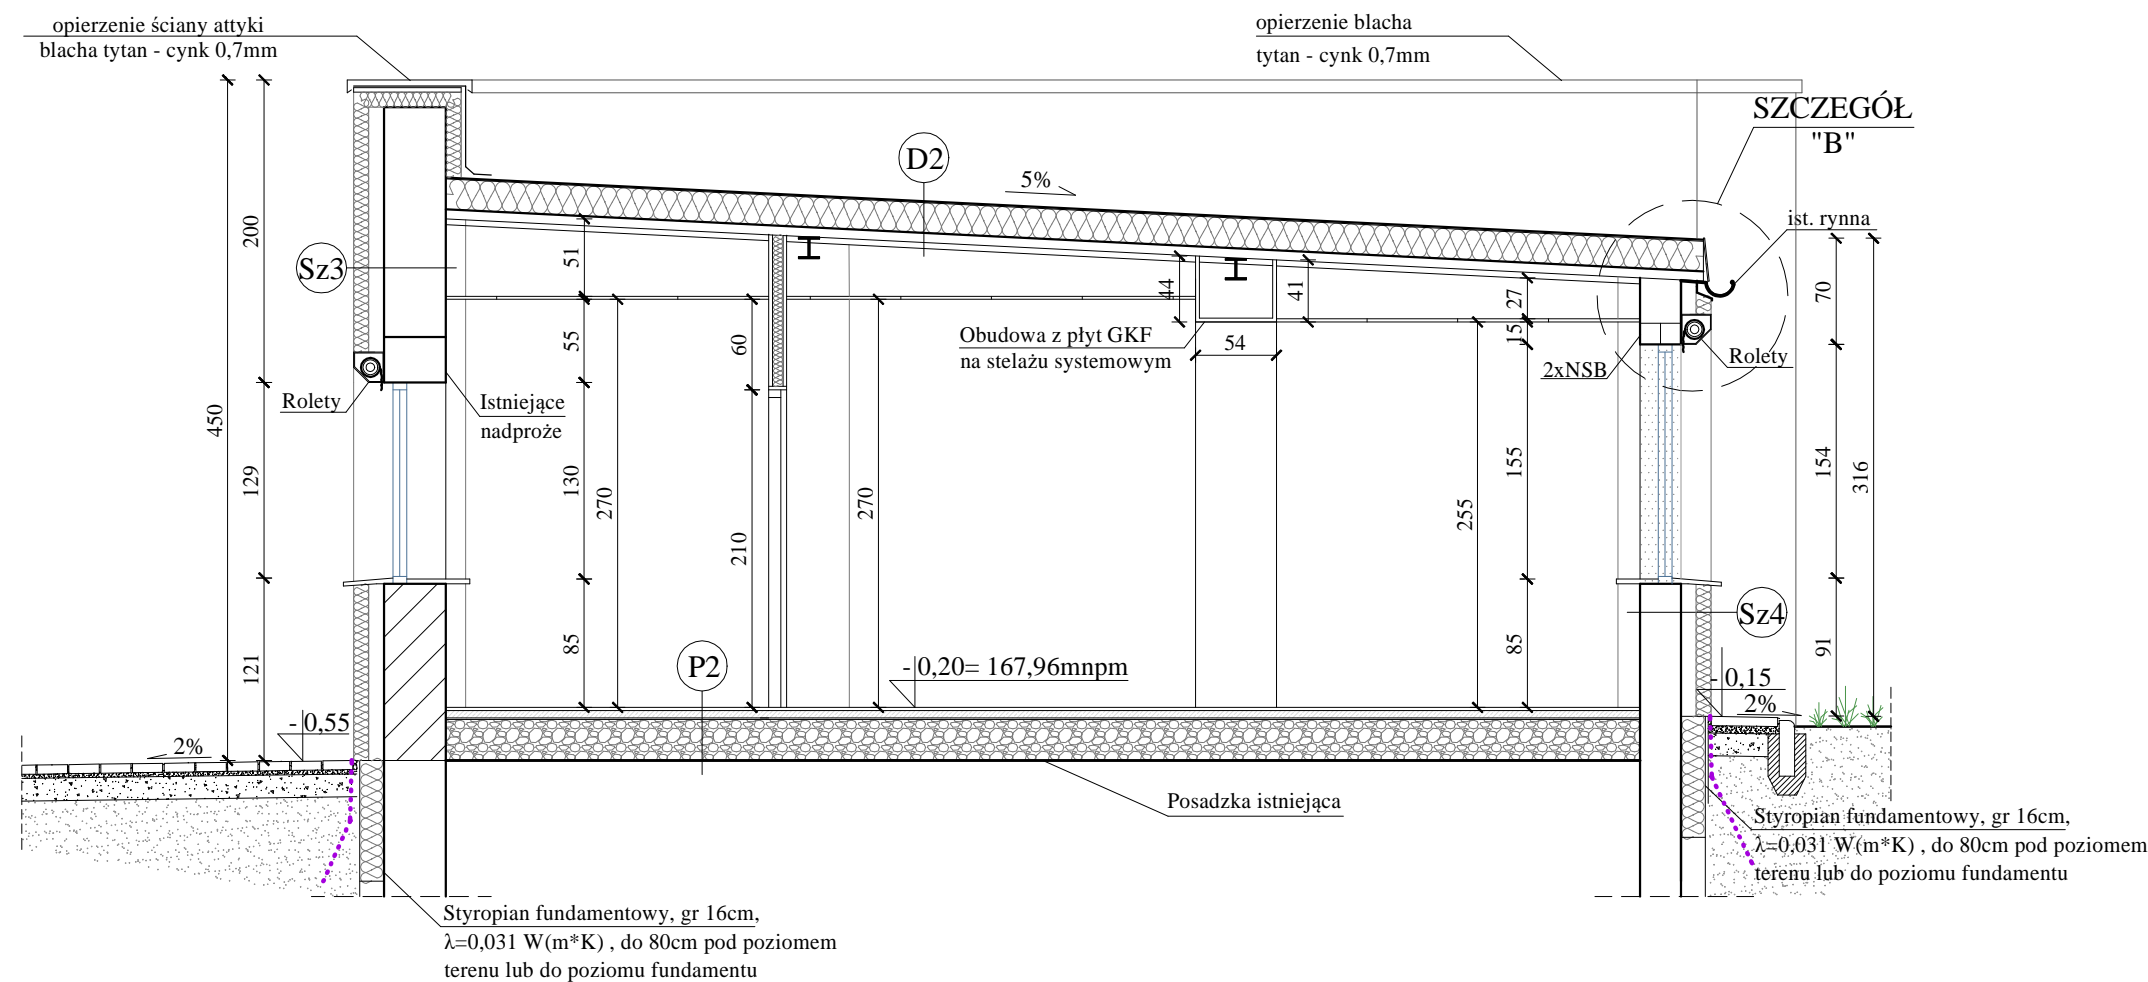 opierzenie ściany attyki
blacha tytan - cynk 0,7mm
opierzenie blacha
tytan - cynk 0,7mm
SZCZEGÓŁ
"B"
D2
5%
ist. rynna
200
Sz3
51
44
41
27
70
Obudowa z płyt GKF
na stelażu systemowym
54
15
55
60
2xNSB
Rolety
Rolety
Istniejące
nadproże
450
129
130
270
210
270
255
155
154
316
Sz4
121
85
P2
- 0,20= 167,96mnpm
85
91
- 0,15
2%
- 0,55
2%
Posadzka istniejąca
Styropian fundamentowy, gr 16cm,
λ=0,031 W(m*K) , do 80cm pod poziomem
terenu lub do poziomu fundamentu
Styropian fundamentowy, gr 16cm,
λ=0,031 W(m*K) , do 80cm pod poziomem
terenu lub do poziomu fundamentu